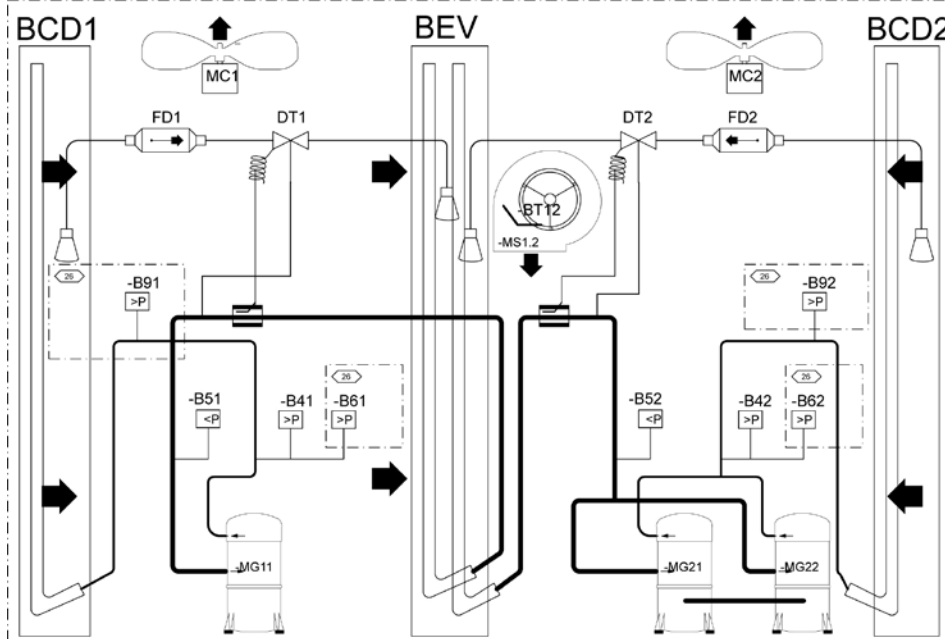 BCD1
BEV
BCD2
MC1
MC2
FD1
DT1
DT2
FD2
-BT12
-MS1.2
26
-B91
>P
26
-B92
>P
26
-B51
<P
-B41
>P
-B61
>P
-B52
<P
26
-B42
>P
-B62
>P
-MG11
-MG21
-MG22